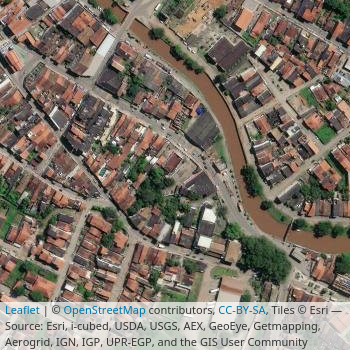 Leaflet | © OpenStreetMap contributors, CC-BY-SA, Tiles © Esri —
Source: Esri, i-cubed, USDA, USGS, AEX, GeoEye, Getmapping,
Aerogrid, IGN, IGP, UPR-EGP, and the GIS User Community